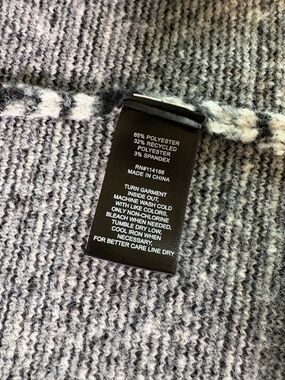 65% POLYESTER
32% RECYCLED
POLYESTER
3% SPANDEX
RN#114186
MADE IN CHINA
TURN GARMENT
INSIDE OUT,
MACHINE WASH COLD
WITH LIKE COLORS,
ONLY NON-CHLORINE
BLEACH WHEN NEEDED,
TUMBLE DRY LOW,
COOL IRON WHEN
NECESSARY.
FOR BETTER CARE LINE DRY